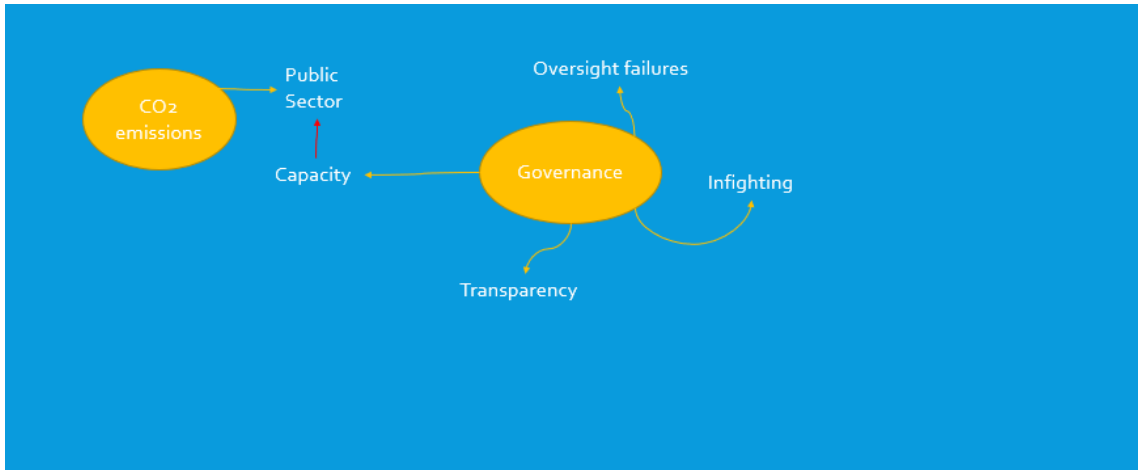 Oversight failures
Public
Sector
CO2
emissions
Governance
Capacity
Infighting
Transparency